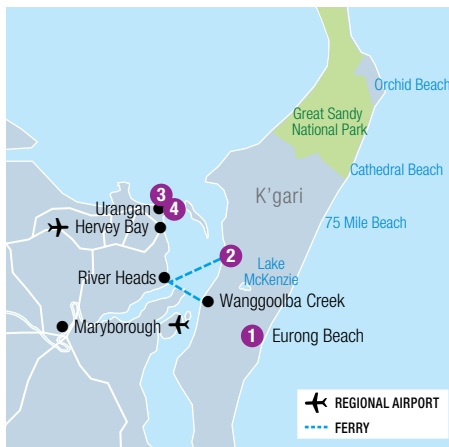 Orchid Beach
Great Sandy
National Park
Cathedral Beach
K'gari
3
Urangan
4
75 Mile Beach
Hervey Bay
2
Lake
McKenzie
River Heads
Wanggoolba Creek
Maryborough
1
Eurong Beach
REGIONAL AIRPORT
FERRY